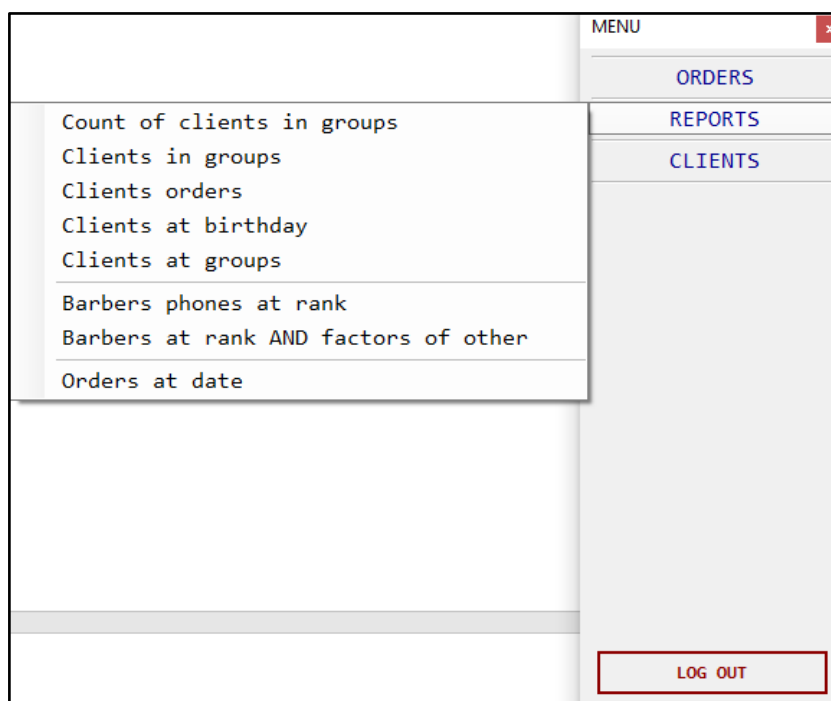 MENU
ORDERS
REPORTS
CLIENTS
Count of clients in groups
Clients in groups
Clients orders
Clients at birthday
Clients at groups
Barbers phones at rank
Barbers at rank AND factors of other
Orders at date
LOG OUT